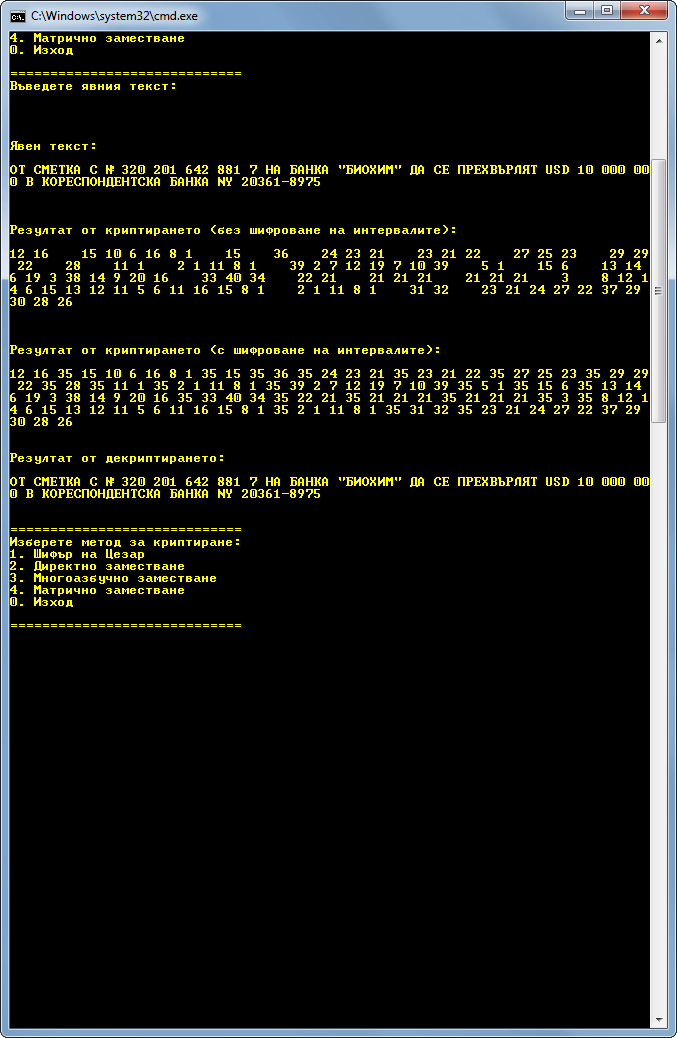 C:\Windows\system32\cmd.exe
4. Матрично заместване
0. Изход
=============================
Въведете явния текст:
Явен текст:
ОТ СМЕТКА С № 320 201 642 881 7 НА БАНКА "БИОХИМ" ДА СЕ ПРЕХВЪРЛЯТ USD 10 000 00
0 В КОРЕСПОНДЕНТСКА БАНКА NY 20361-8975
Резултат от криптирането (без шифроване на интервалите):
12 16    15 10 6 16 8 1    15    36    24 23 21    23 21 22    27 25 23    29 29
 22    28    11 1    2 1 11 8 1    39 2 7 12 19 7 10 39    5 1    15 6    13 14
6 19 3 38 14 9 20 16    33 40 34    22 21    21 21 21    21 21 21    3    8 12 1
4 6 15 13 12 11 5 6 11 16 15 8 1    2 1 11 8 1    31 32    23 21 24 27 22 37 29
30 28 26
Резултат от криптирането (с шифроване на интервалите):
12 16 35 15 10 6 16 8 1 35 15 35 36 35 24 23 21 35 23 21 22 35 27 25 23 35 29 29
 22 35 28 35 11 1 35 2 1 11 8 1 35 39 2 7 12 19 7 10 39 35 5 1 35 15 6 35 13 14
6 19 3 38 14 9 20 16 35 33 40 34 35 22 21 35 21 21 21 35 21 21 21 35 3 35 8 12 1
4 6 15 13 12 11 5 6 11 16 15 8 1 35 2 1 11 8 1 35 31 32 35 23 21 24 27 22 37 29
30 28 26
Резултат от декриптирането:
ОТ СМЕТКА С № 320 201 642 881 7 НА БАНКА "БИОХИМ" ДА СЕ ПРЕХВЪРЛЯТ USD 10 000 00
0 В КОРЕСПОНДЕНТСКА БАНКА NY 20361-8975
=============================
Изберете метод за криптиране:
1. Шифър на Цезар
2. Директно заместване
3. Многоазбучно заместване
4. Матрично заместване
0. Изход
=============================